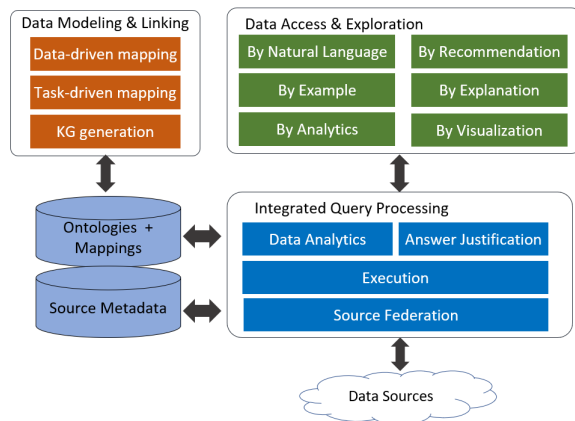 Data Modeling & Linking
Data-driven mapping
Task-driven mapping
KG generation
Data Access & Exploration
By Natural Language
By Recommendation
By Example
By Explanation
By Analytics
By Visualization
Ontologies +
Mappings
Source Metadata
Integrated Query Processing
Data Analytics
Answer Justification
Execution
Source Federation
Data Sources